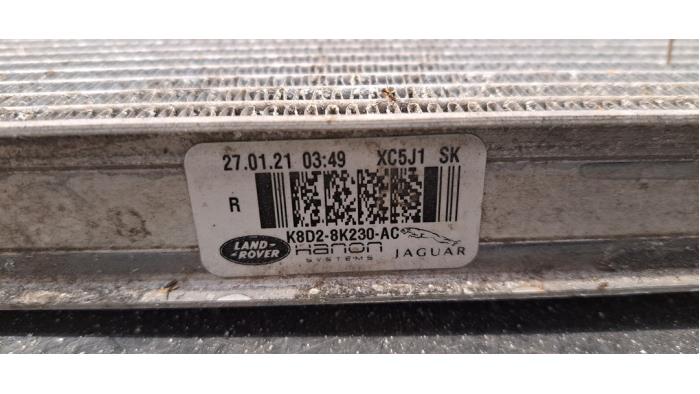 27.01.21 03:49 XC5J1 SK
R
K8D2-8K230-AC
LAND-
ROVER
Hanon
SYSTEMS
JAGUAR